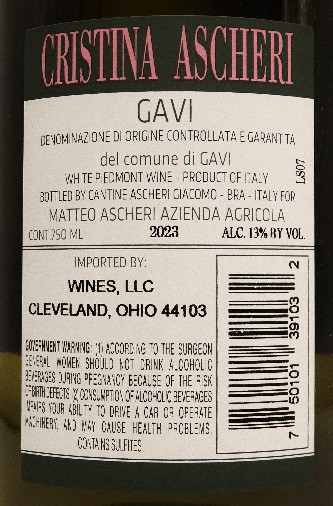 CRISTINA ASCHERI
GAVI
DENOMINAZIONE DI ORIGINE CONTROLLATA E GARANTITA
del comune di GAVI
WHITE PIEDMONT WINE - PRODUCT OF ITALY
BOTTLED BY CANTINE ASCHERI GIACOMO - BRA - ITALY FOR
MATTEO ASCHERI AZIENDA AGRICOLA
LS07
CONT.750 ML 2023 ALC. 13% BY VOL.
IMPORTED BY:
WINES, LLC
CLEVELAND, OHIO 44103
GOVERNMENT WARNING: (1) ACCORDING TO THE SURGEON
GENERAL WOMEN SHOULD NOT DRINK ALCOHOLIC
BEVERAGES DURING PREGNANCY BECAUSE OF THE RISK
OF BIRTH DEFECTS. (2) CONSUMPTION OF ALCOHOLIC BEVERAGES
IMPAIRS YOUR ABILITY TO DRIVE A CAR OR OPERATE
MACHINERY, AND MAY CAUSE HEALTH PROBLEMS.
CONTAINS SULFITES
7 50101 39103 2